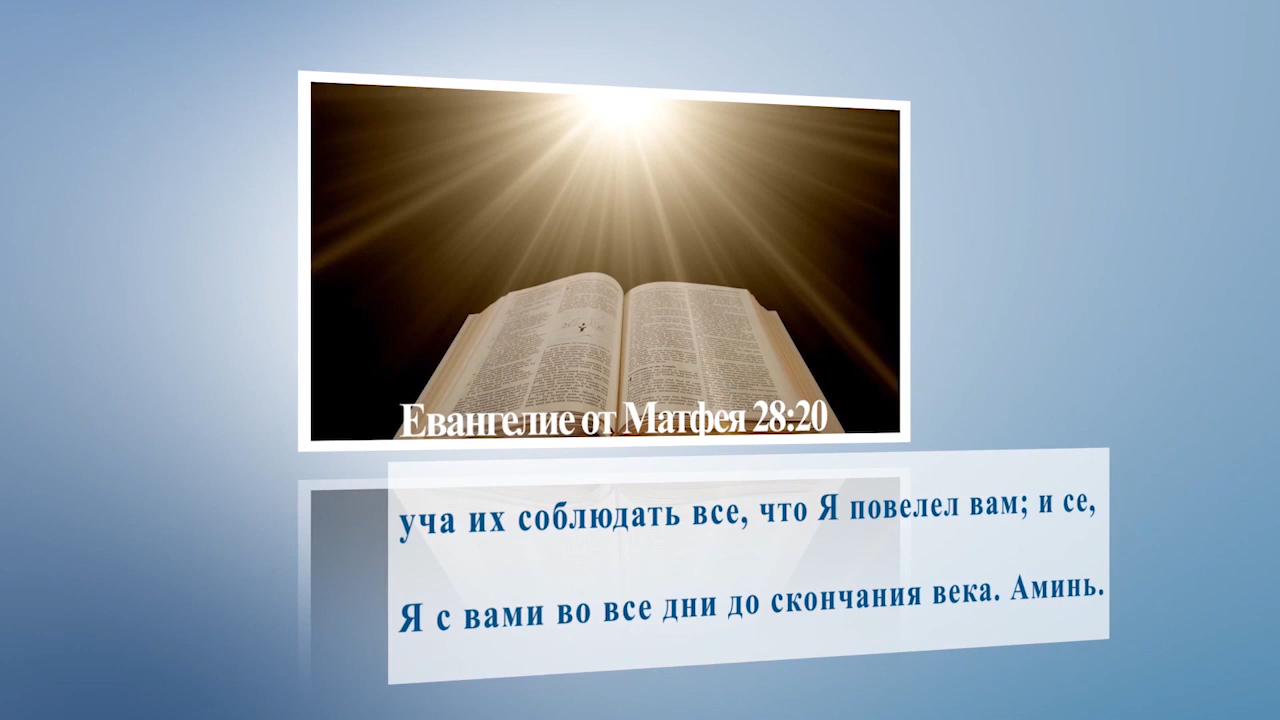 Евангелие от Матфея 28:20
уча их соблюдать все, что Я повелел вам; и се,
Я с вами во все дни до скончания века. Аминь.